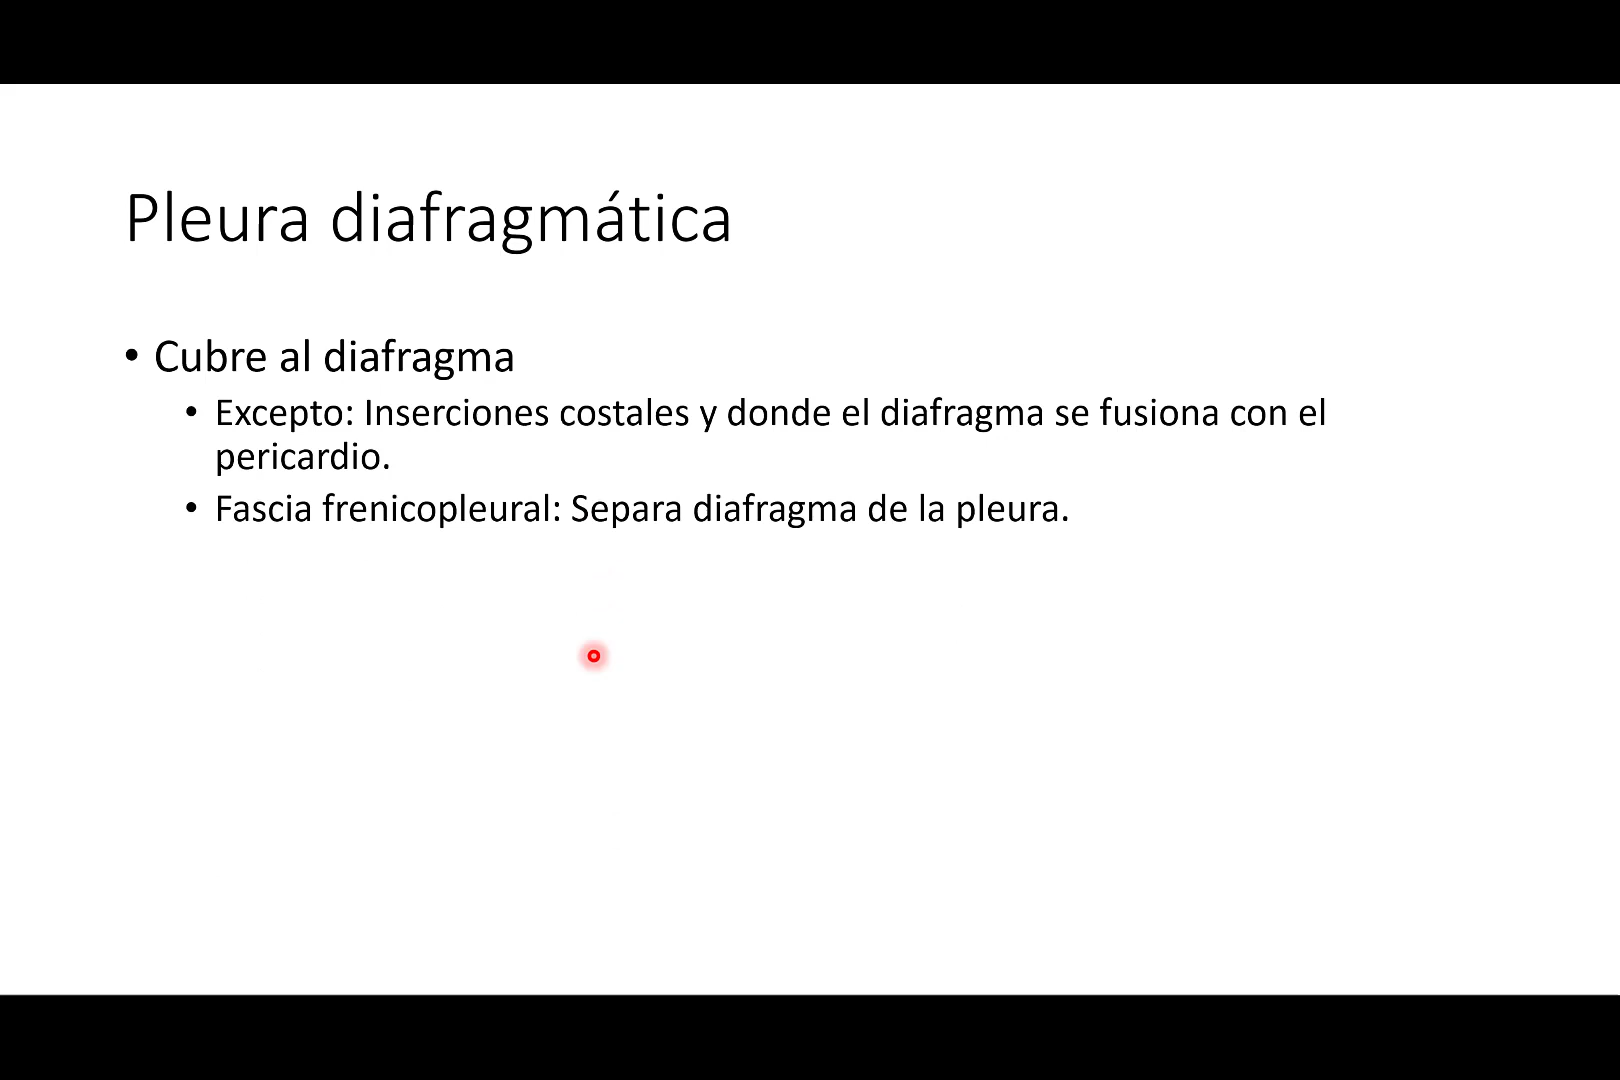 Pleura diafragmática
• Cubre al diafragma
• Excepto: Inserciones costales y donde el diafragma se fusiona con el
pericardio.
• Fascia frenicopleural: Separa diafragma de la pleura.